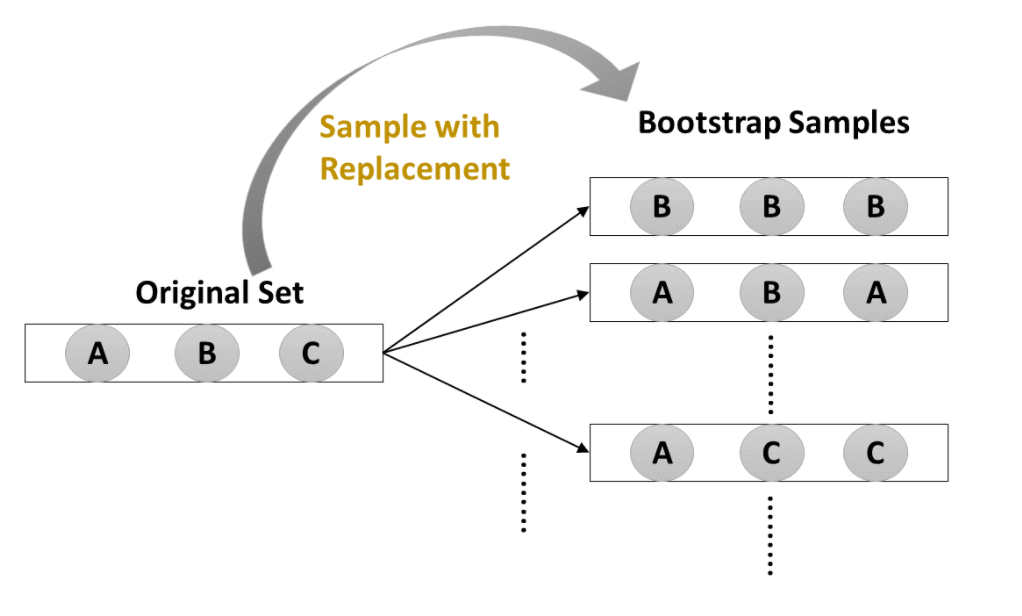 Sample with
Replacement
Bootstrap Samples
B B B
Original Set
A B A
A B C
A C C